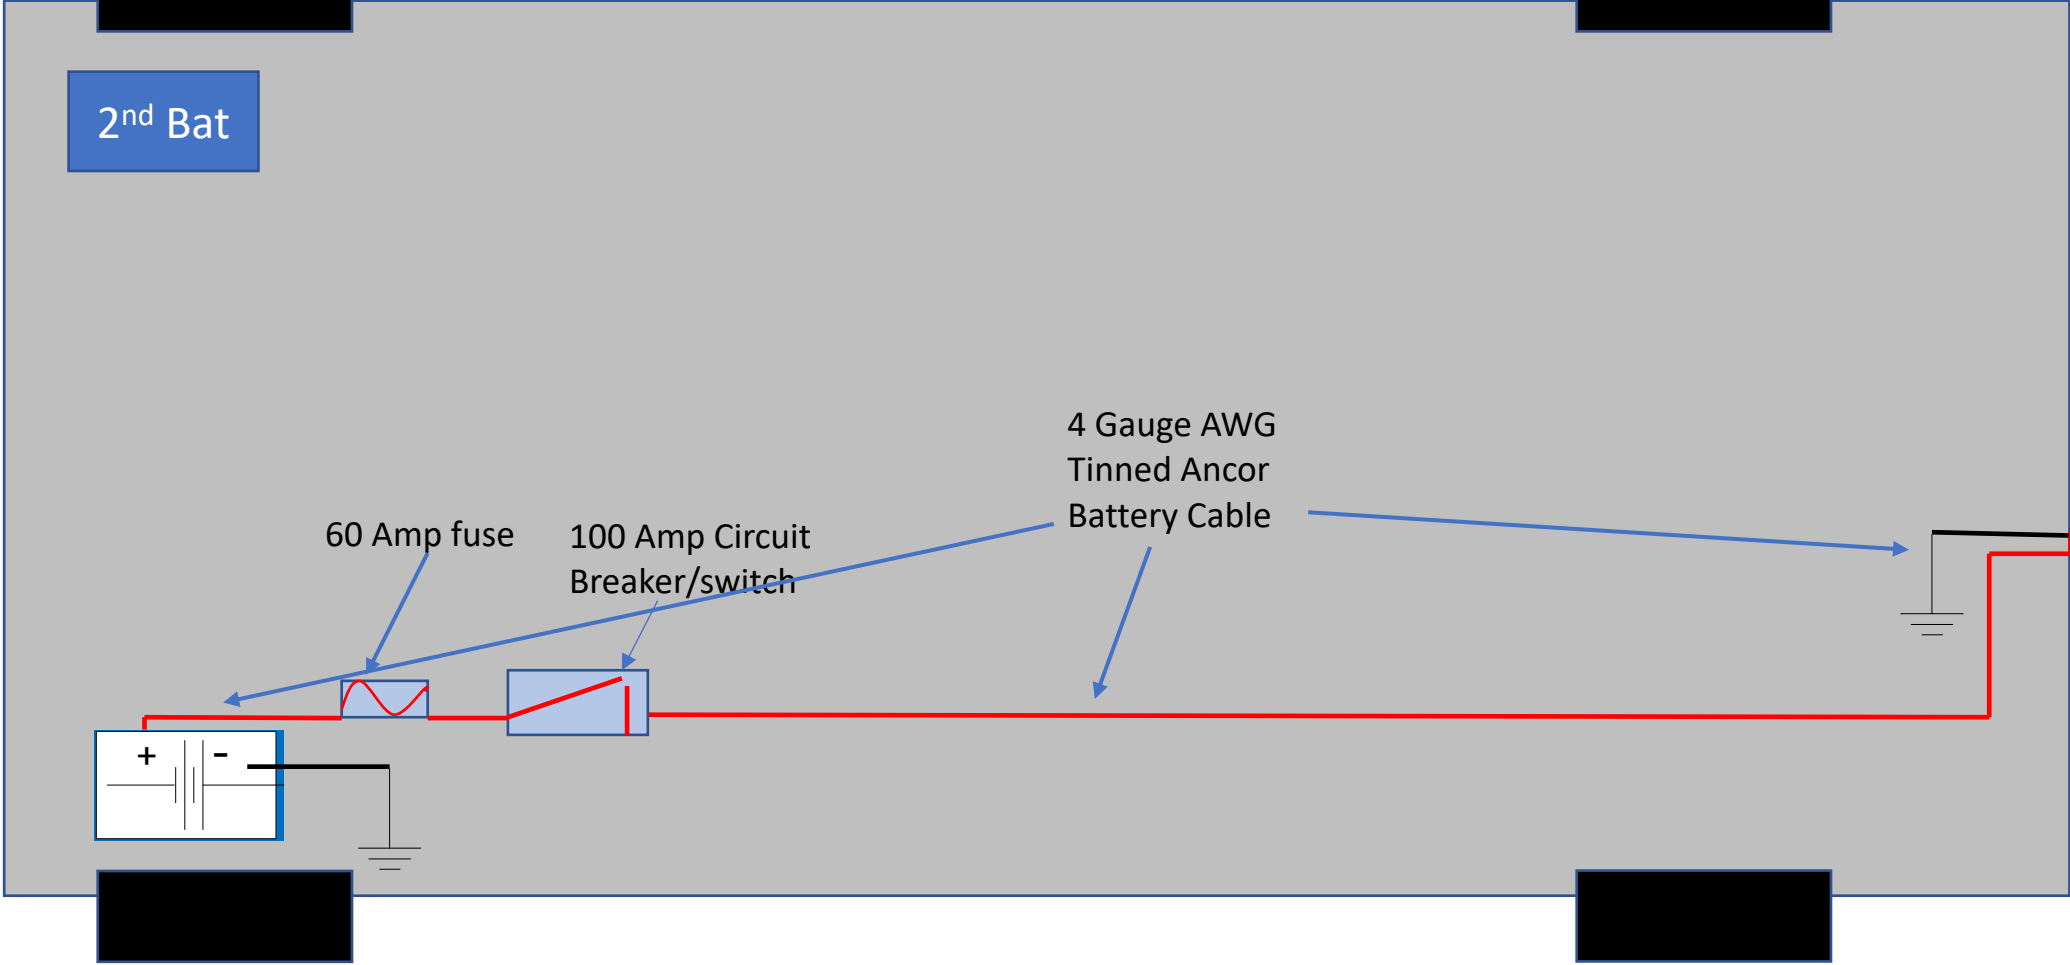 2nd Bat
4 Gauge AWG
Tinned Ancor
Battery Cable
60 Amp fuse
100 Amp Circuit
Breaker/switch
+ -